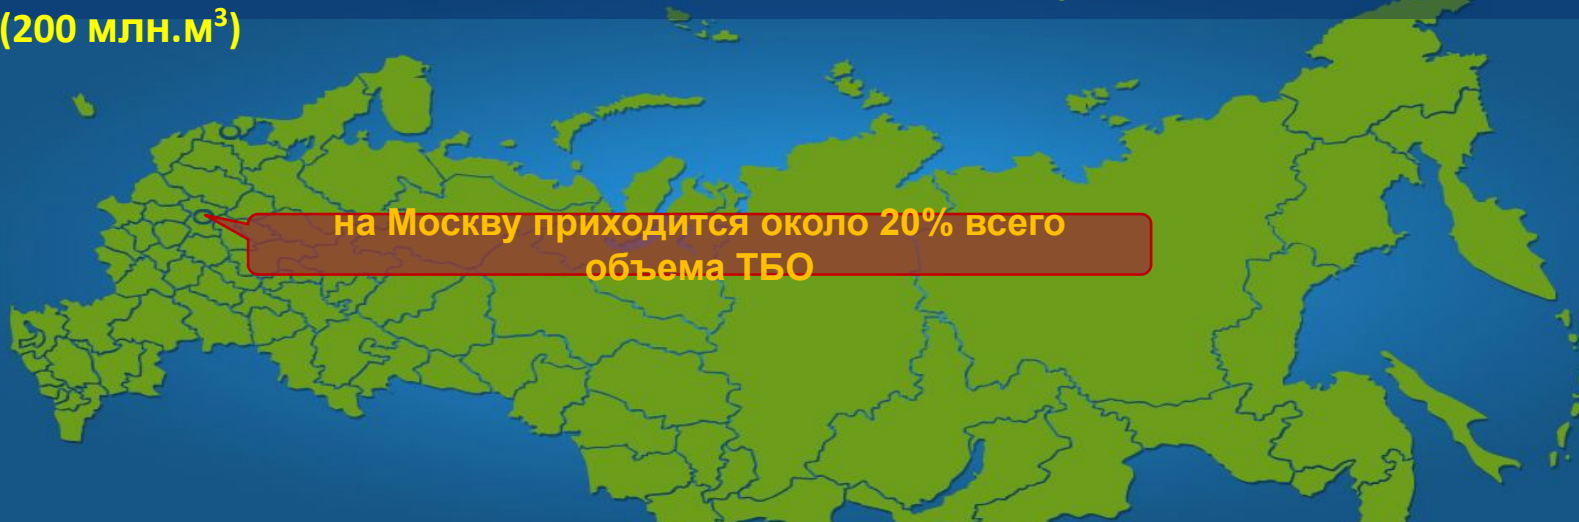 (200 млн.м³)
на Москву приходится около 20% всего
объема ТБО